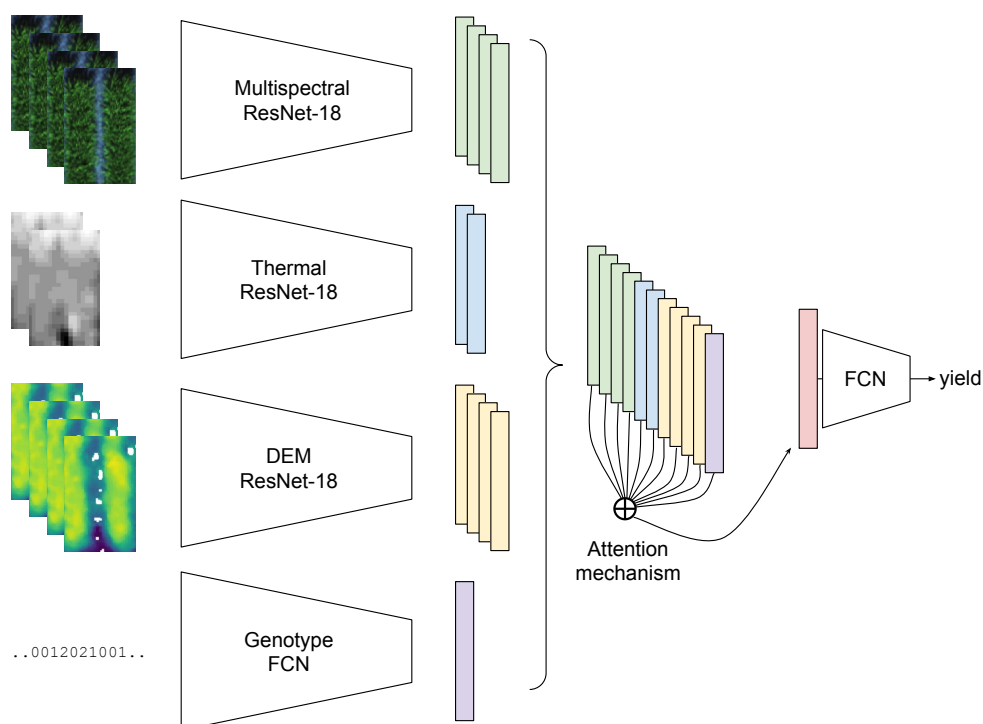 Multispectral
ResNet-18
Thermal
ResNet-18
DEM
ResNet-18
..0012021001..
Genotype
FCN
Attention
mechanism
FCN
yield